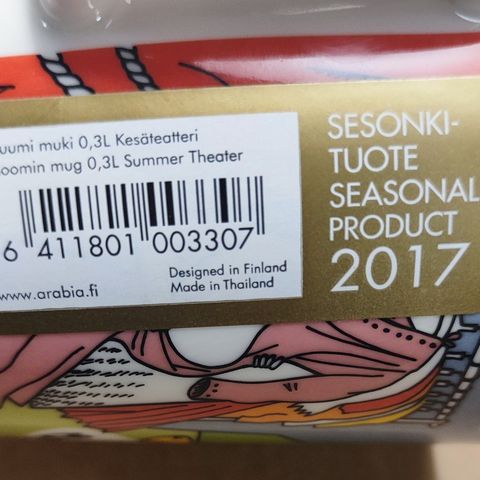 uumi muki 0,3L Kesäteatteri
oomin mug 0,3L Summer Theater
6 411801 003307
Designed in Finland
Made in Thailand
www.arabia.fi
SESONKI-
TUOTE
SEASONAL
PRODUCT
2017